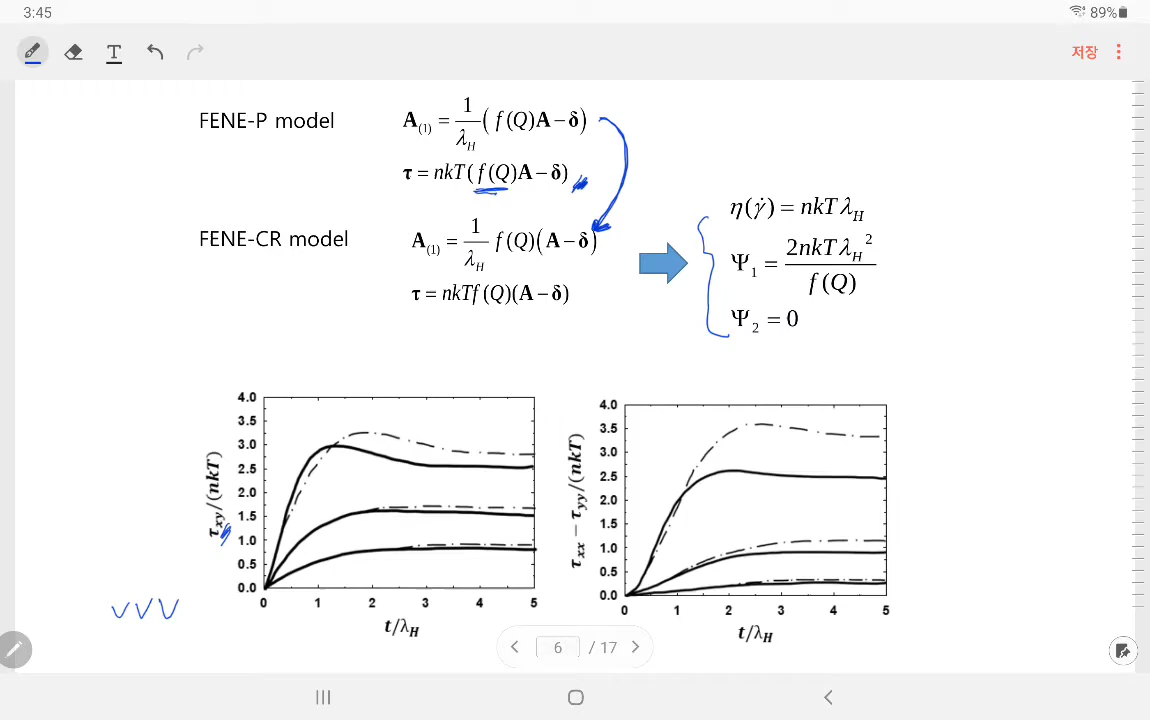 3:45 89%
T 저장
FENE-P model A₍₁₎ = 1/λ_H ( f(Q)A − δ)
τ = nkT( f(Q)A − δ)
FENE-CR model A₍₁₎ = 1/λ_H f(Q)(A − δ)
τ = nkTf(Q)(A − δ)
η(γ̇) = nkTλ_H
Ψ₁ = 2nkTλ_H² / f(Q)
Ψ₂ = 0
τxy/(nkT)
4.0
3.5
3.0
2.5
2.0
1.5
1.0
0.5
0.0
0 1 2 3 4 5
t/λ_H
τxx − τyy/(nkT)
4.0
3.5
3.0
2.5
2.0
1.5
1.0
0.5
0.0
0 1 2 3 4 5
t/λ_H
VVV
6 / 17